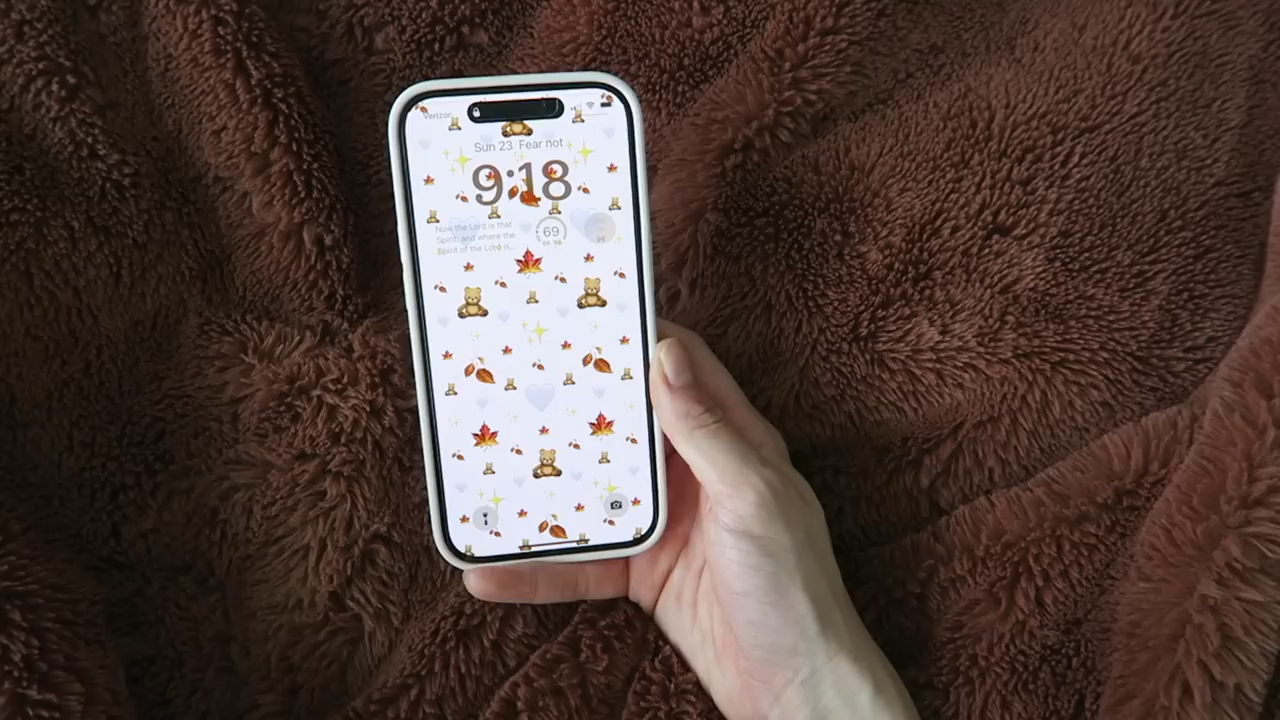 Verizon
Sun 23 Fear not
9:18
Now the Lord is that
Spirit: and where the
Spirit of the Lord is,...
69